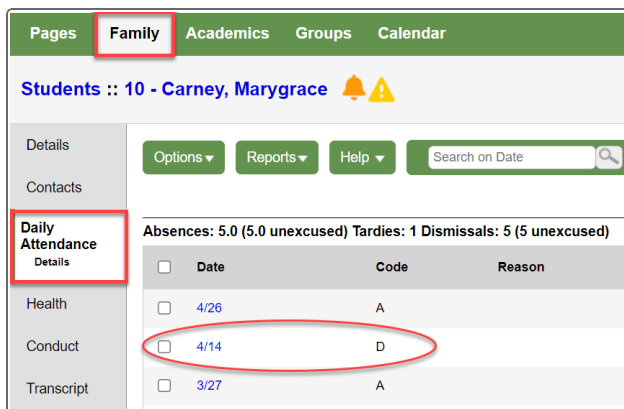 Pages Family Academics Groups Calendar
Students :: 10 - Carney, Marygrace
Details
Contacts
Daily
Attendance
Details
Health
Conduct
Transcript
Options Reports Help Search on Date
Absences: 5.0 (5.0 unexcused) Tardies: 1 Dismissals: 5 (5 unexcused)
Date Code Reason
4/26 A
4/14 D
3/27 A